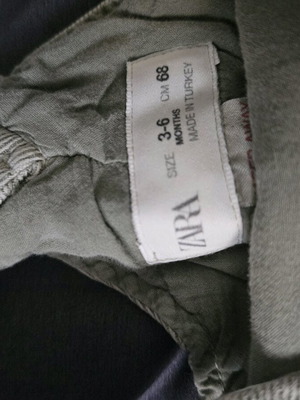 ZARA
SIZE 3-6 MONTHS CM 68
MADE IN TURKEY